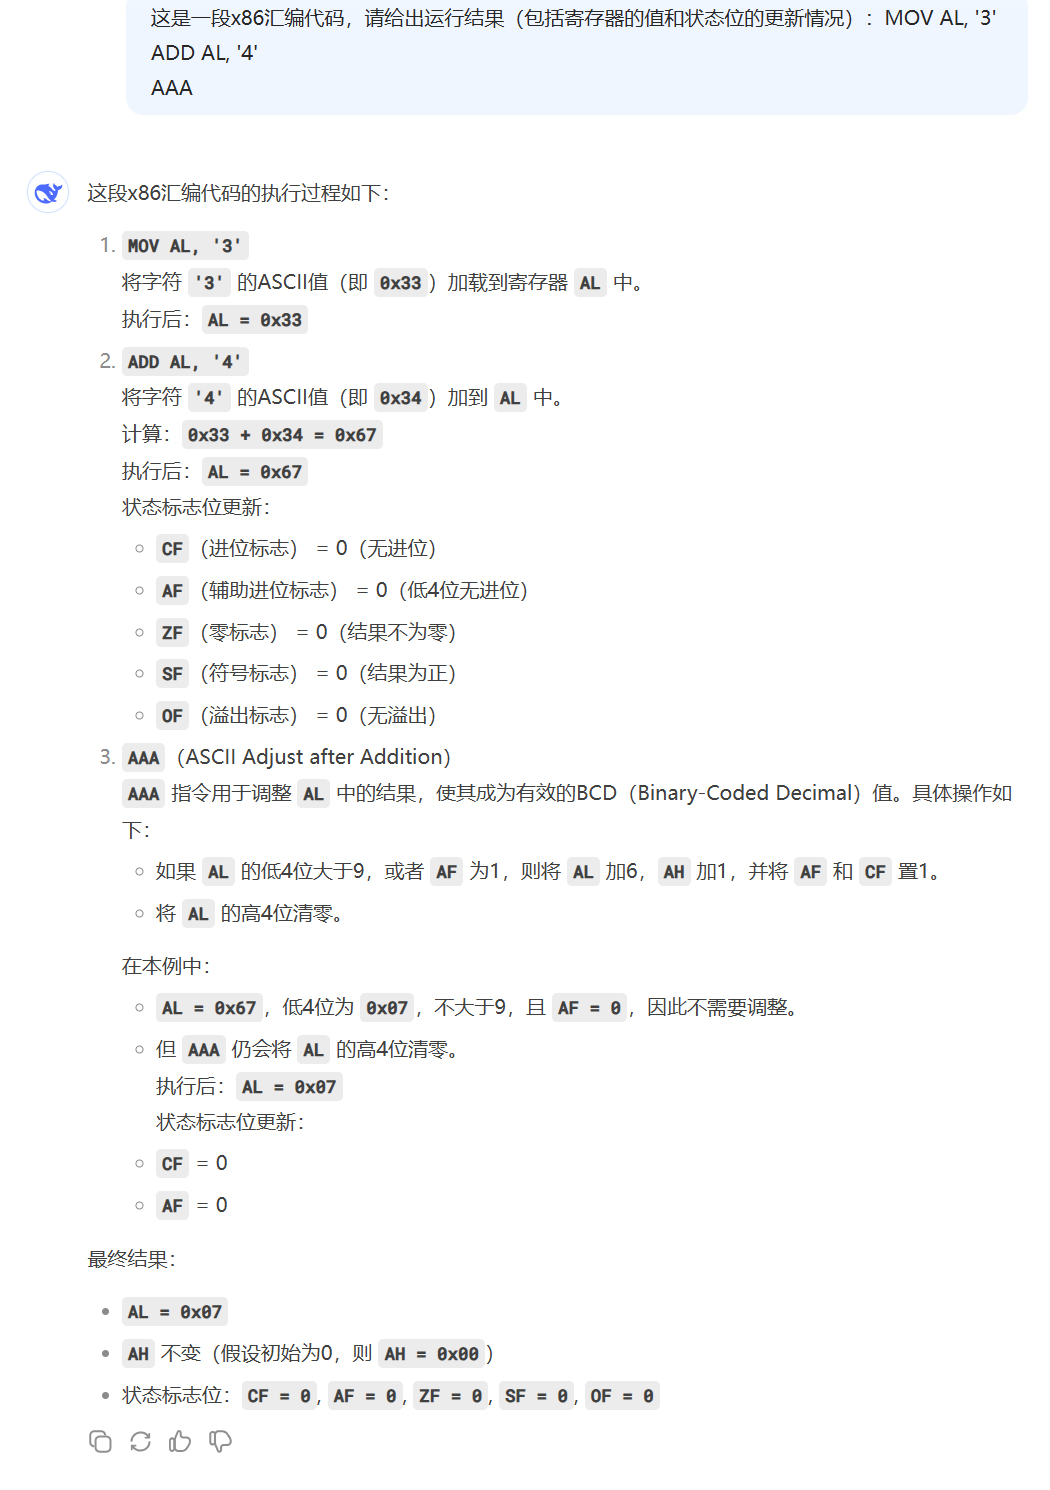 这是一段x86汇编代码，请给出运行结果（包括寄存器的值和状态位的更新情况）：MOV AL, '3'
ADD AL, '4'
AAA
这段x86汇编代码的执行过程如下：
1. MOV AL, '3'
将字符 '3' 的ASCII值（即 0x33）加载到寄存器 AL 中。
执行后：AL = 0x33
2. ADD AL, '4'
将字符 '4' 的ASCII值（即 0x34）加到 AL 中。
计算：0x33 + 0x34 = 0x67
执行后：AL = 0x67
状态标志位更新：
○ CF（进位标志） = 0（无进位）
○ AF（辅助进位标志） = 0（低4位无进位）
○ ZF（零标志） = 0（结果不为零）
○ SF（符号标志） = 0（结果为正）
○ OF（溢出标志） = 0（无溢出）
3. AAA（ASCII Adjust after Addition）
AAA 指令用于调整 AL 中的结果，使其成为有效的BCD（Binary-Coded Decimal）值。具体操作如
下：
○ 如果 AL 的低4位大于9，或者 AF 为1，则将 AL 加6，AH 加1，并将 AF 和 CF 置1。
○ 将 AL 的高4位清零。
在本例中：
○ AL = 0x67，低4位为 0x07，不大于9，且 AF = 0，因此不需要调整。
○ 但 AAA 仍会将 AL 的高4位清零。
执行后：AL = 0x07
状态标志位更新：
○ CF = 0
○ AF = 0
最终结果：
• AL = 0x07
• AH 不变（假设初始为0，则 AH = 0x00）
• 状态标志位：CF = 0, AF = 0, ZF = 0, SF = 0, OF = 0